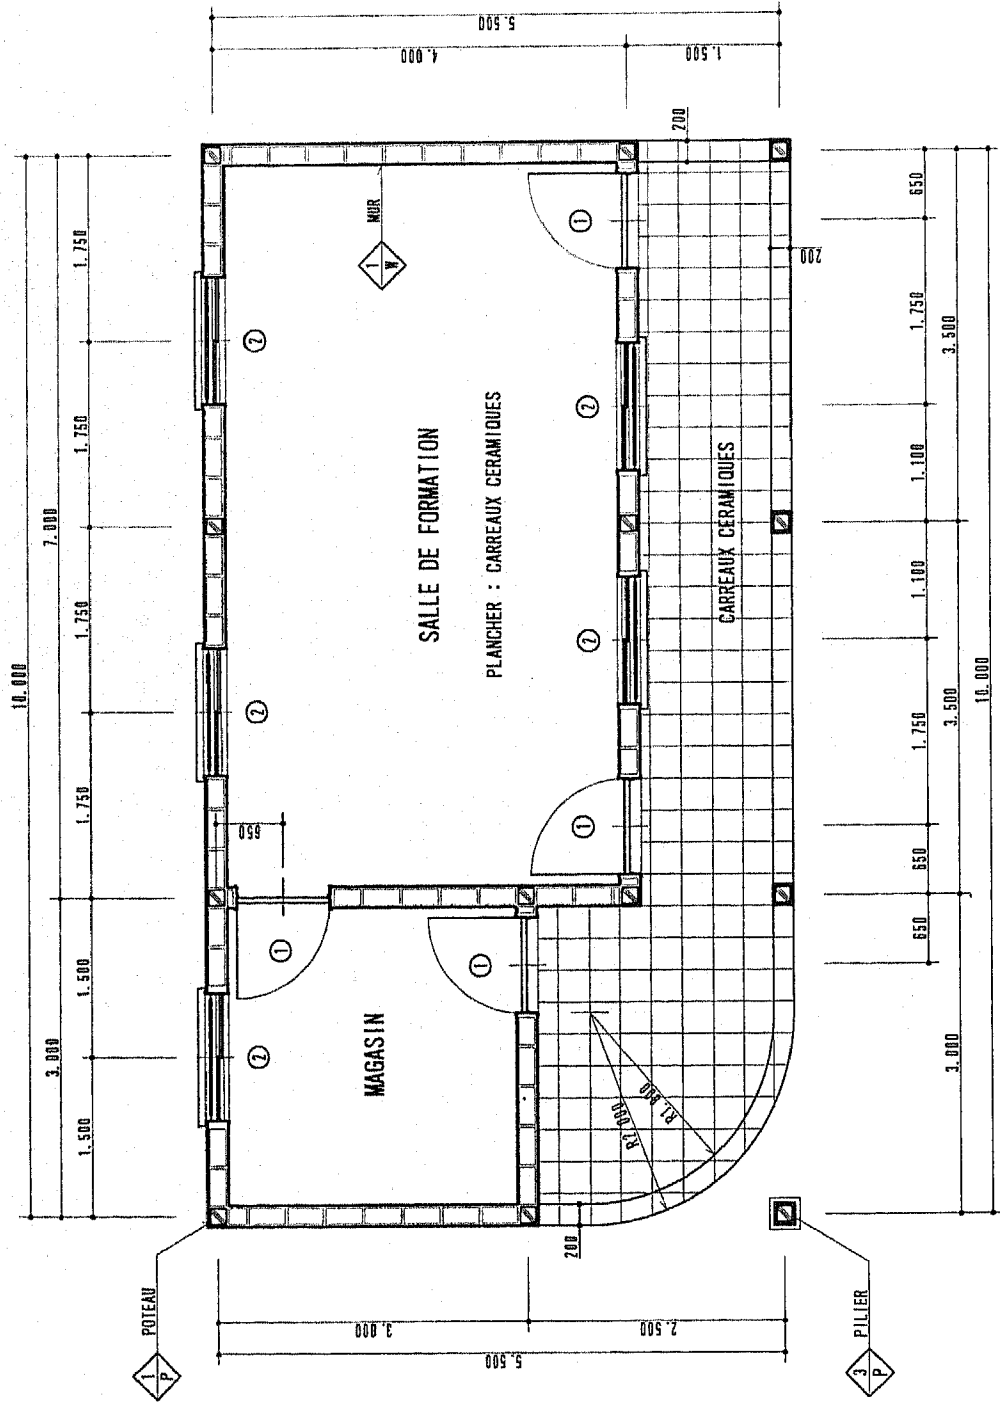 10.000
3.000 7.000
1.500 1.500 1.750 1.750 1.750 1.750
1
P
POTEAU
2 2 2
650
1
W
MUR
5.500
3.000
MAGASIN
1
1
SALLE DE FORMATION
PLANCHER : CARREAUX CERAMIQUES
4.000
5.500
1 2 2 1
200
R2.000
R1.800
2.500
CARREAUX CERAMIQUES
200
1.500
200
3
P
PILIER
650 650 1.750 1.100 1.100 1.750 650
3.000 3.500 3.500
10.000